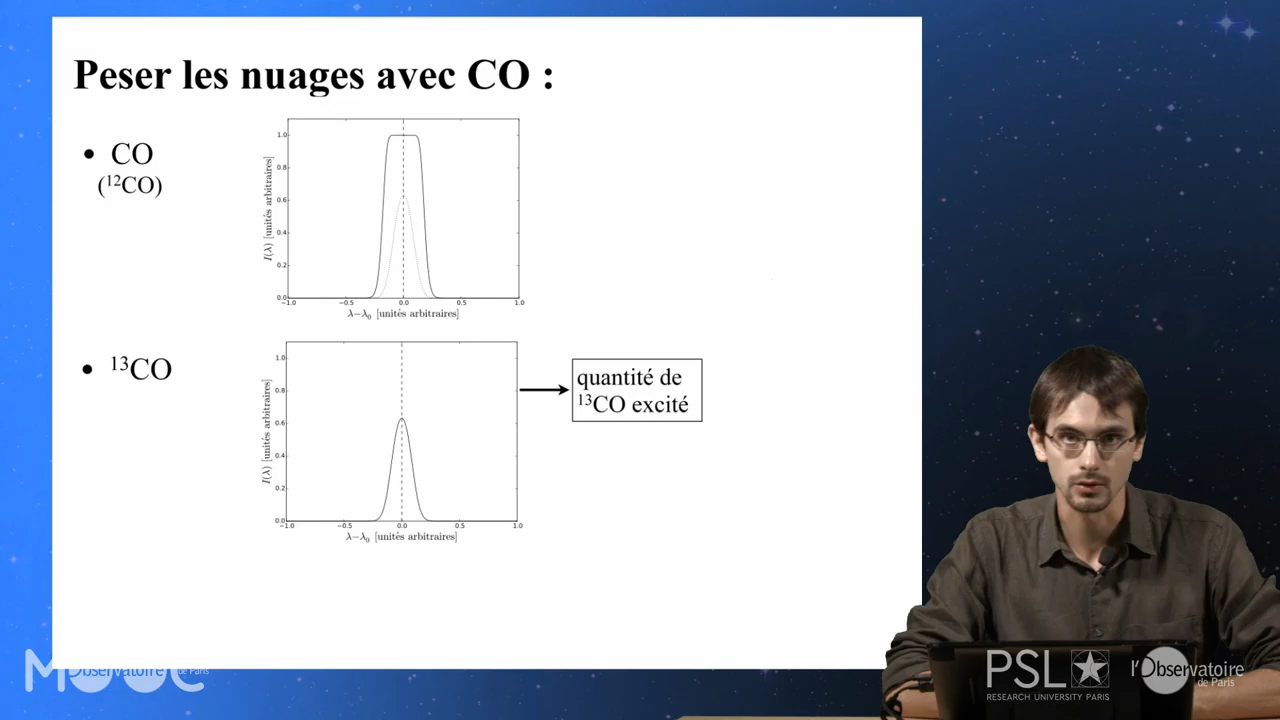 Peser les nuages avec CO :
• CO
(¹²CO)
I(λ) [unités arbitraires]
1.0
0.8
0.6
0.4
0.2
0.0
−1.0 −0.5 0.0 0.5 1.0
λ−λ₀ [unités arbitraires]
• ¹³CO
I(λ) [unités arbitraires]
1.0
0.8
0.6
0.4
0.2
0.0
−1.0 −0.5 0.0 0.5 1.0
λ−λ₀ [unités arbitraires]
quantité de
¹³CO excité
MOOC
l'Observatoire de Paris
PSL
RESEARCH UNIVERSITY PARIS
l'Observatoire
de Paris